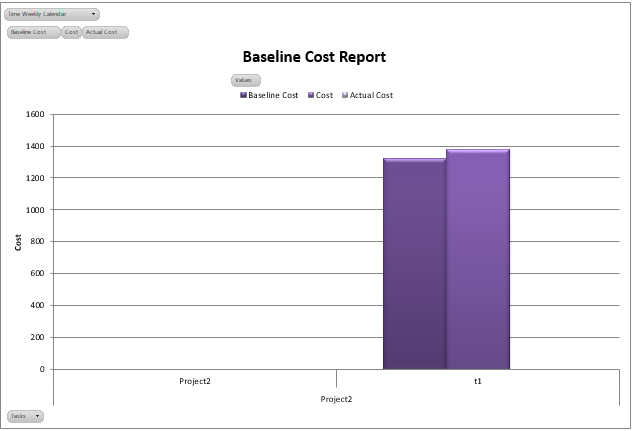 Time Weekly Calendar
Baseline Cost Cost Actual Cost
Baseline Cost Report
Values
Baseline Cost Cost Actual Cost
1600
1400
1200
1000
800
600
400
200
0
Cost
Project2 t1
Project2
Tasks